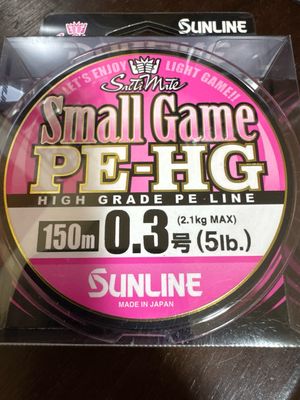 SUNLINE
LET'S ENJOY LIGHT GAME!!
SaltiMate
Small Game
PE-HG
HIGH GRADE PE LINE
150m 0.3号 (2.1kg MAX) (5lb.)
SUNLINE
MADE IN JAPAN